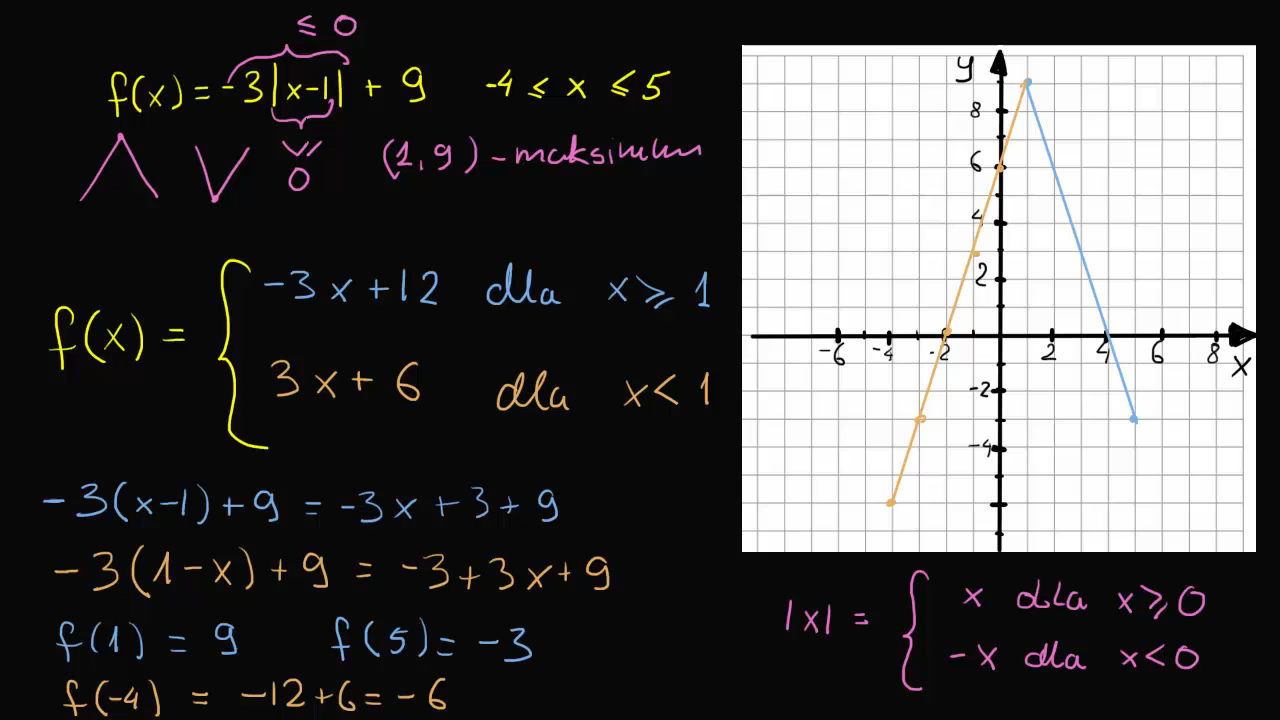 ≤ 0
f(x) = -3|x-1| + 9 -4 ≤ x ≤ 5
0
(1, 9) - maksimum
f(x) = { -3x+12 dla x ≥ 1
3x + 6 dla x < 1
-3(x-1) + 9 = -3x + 3 + 9
-3(1-x) + 9 = -3+3x+9
f(1) = 9 f(5) = -3
f(-4) = -12+6 = -6
y
8
6
4
2
-6 -4 -2 2 4 6 8 x
-2
-4
|x| = { x dla x ≥ 0
-x dla x < 0